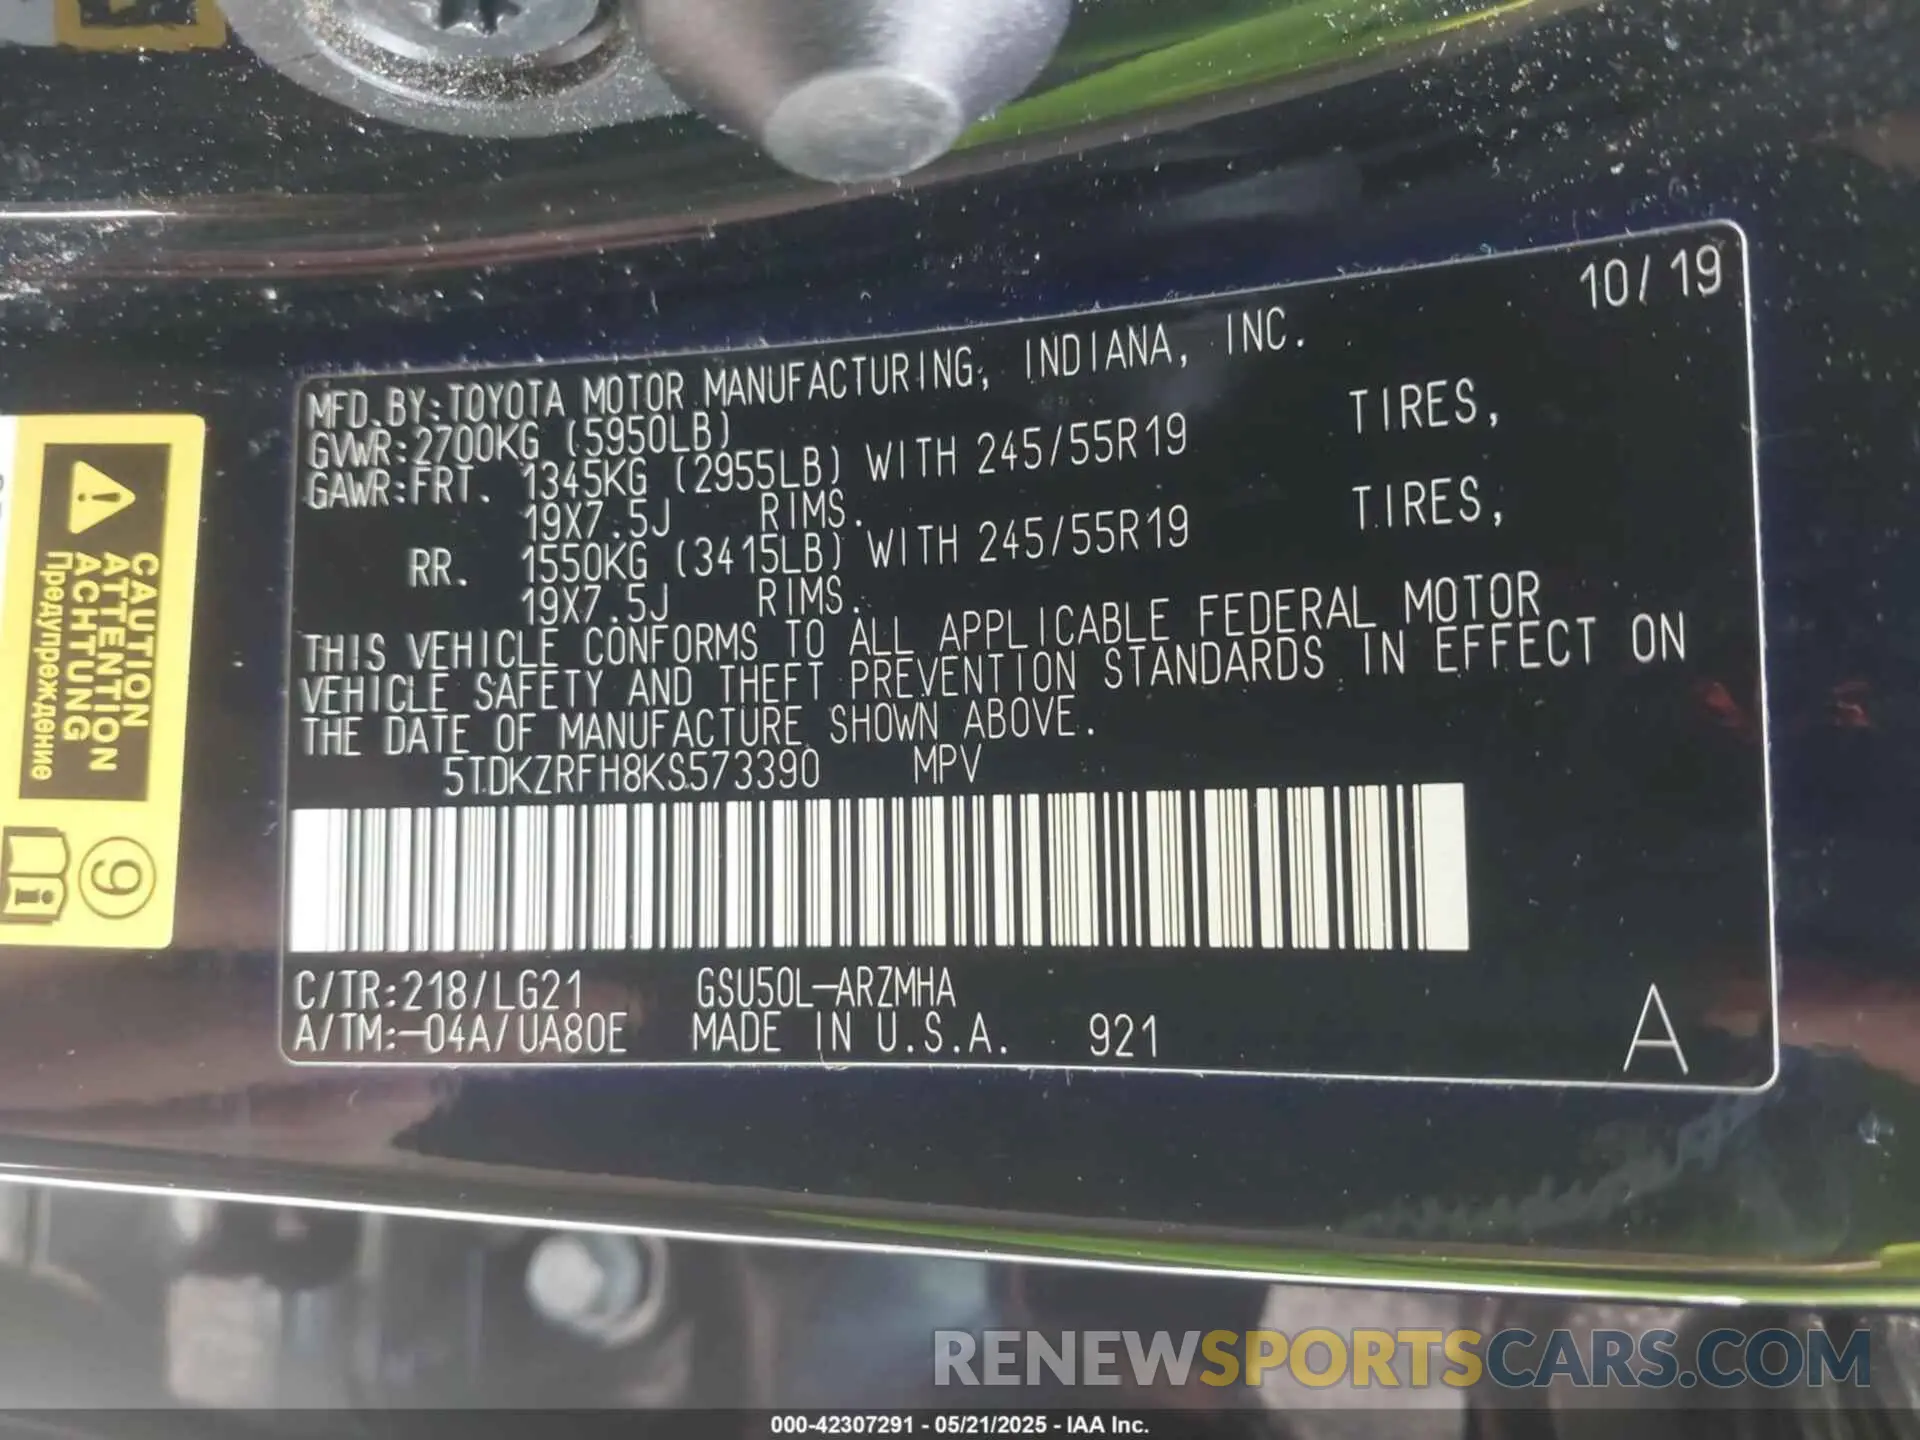 10/19
MFD.BY:TOYOTA MOTOR MANUFACTURING, INDIANA, INC.
GVWR:2700KG (5950LB)
GAWR:FRT. 1345KG (2955LB) WITH 245/55R19 TIRES,
19X7.5J RIMS.
RR. 1550KG (3415LB) WITH 245/55R19 TIRES,
19X7.5J RIMS.
THIS VEHICLE CONFORMS TO ALL APPLICABLE FEDERAL MOTOR
VEHICLE SAFETY AND THEFT PREVENTION STANDARDS IN EFFECT ON
THE DATE OF MANUFACTURE SHOWN ABOVE.
5TDKZRFH8KS573390 MPV
C/TR:218/LG21 GSU50L-ARZMHA
A/TM:-04A/UA80E MADE IN U.S.A. 921 A
CAUTION
ATTENTION
ACHTUNG
Предупреждение
9
RENEWSPORTSCARS.COM
000-42307291 - 05/21/2025 - IAA Inc.